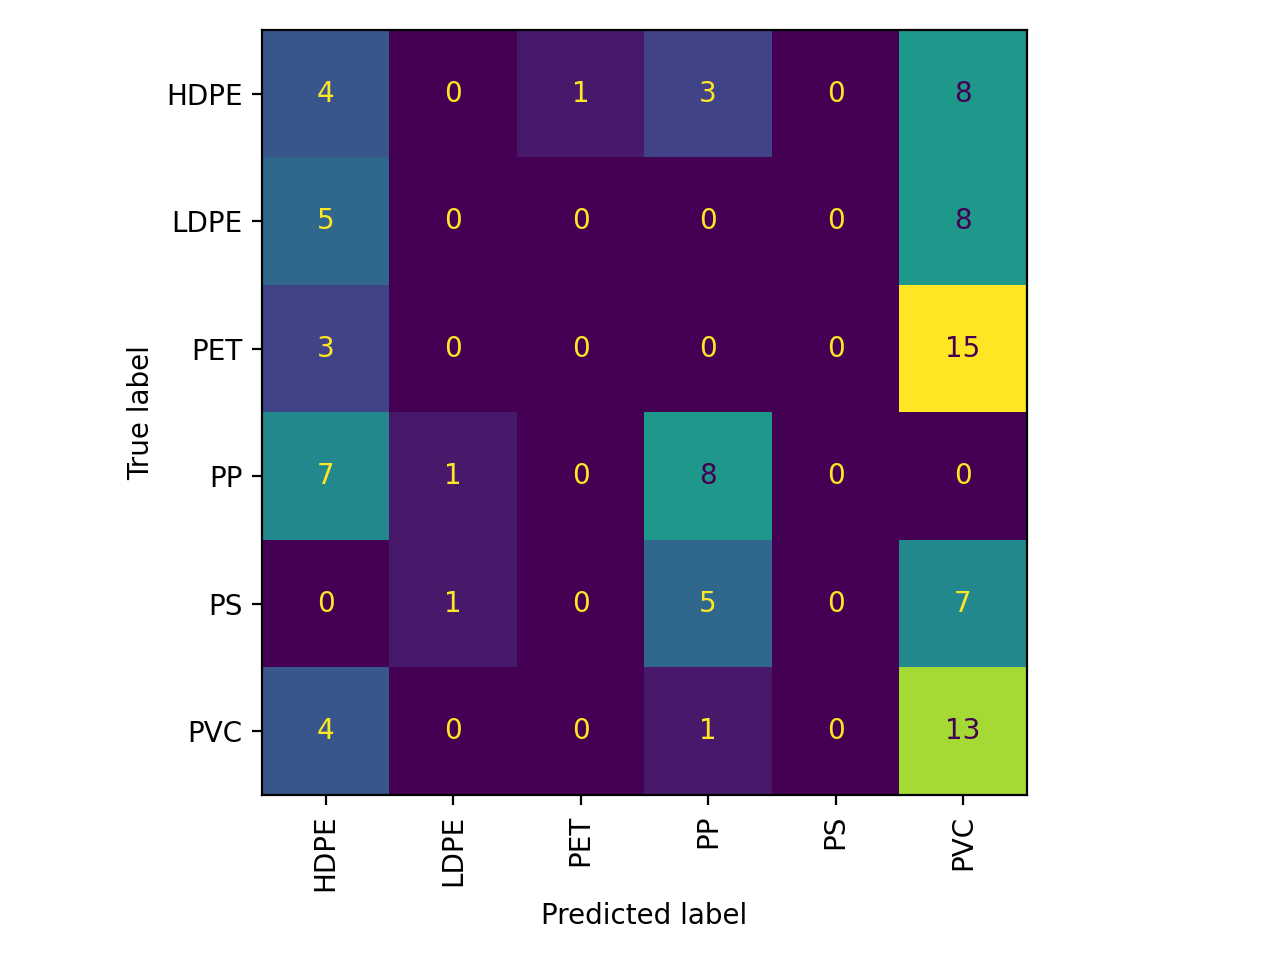 HDPE 4 0 1 3 0 8
LDPE 5 0 0 0 0 8
PET 3 0 0 0 0 15
PP 7 1 0 8 0 0
PS 0 1 0 5 0 7
PVC 4 0 0 1 0 13
True label
HDPE LDPE PET PP PS PVC
Predicted label